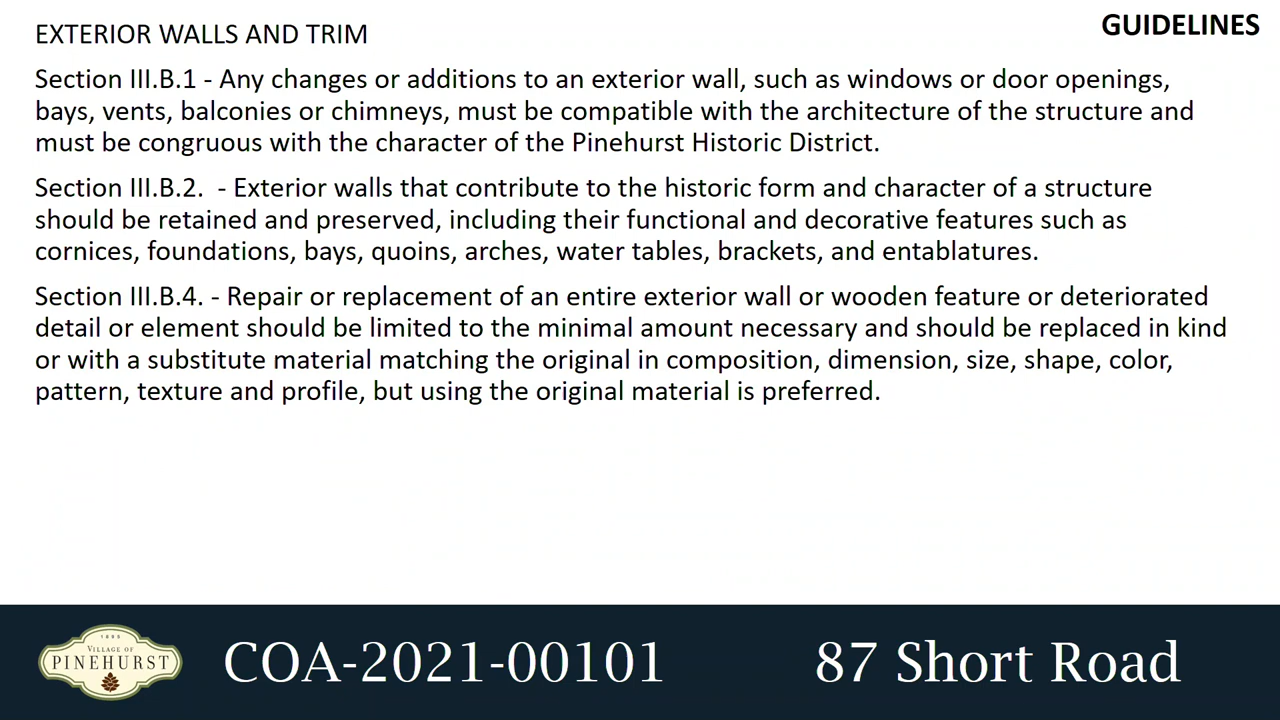 GUIDELINES
EXTERIOR WALLS AND TRIM
Section III.B.1 - Any changes or additions to an exterior wall, such as windows or door openings,
bays, vents, balconies or chimneys, must be compatible with the architecture of the structure and
must be congruous with the character of the Pinehurst Historic District.
Section III.B.2.  - Exterior walls that contribute to the historic form and character of a structure
should be retained and preserved, including their functional and decorative features such as
cornices, foundations, bays, quoins, arches, water tables, brackets, and entablatures.
Section III.B.4. - Repair or replacement of an entire exterior wall or wooden feature or deteriorated
detail or element should be limited to the minimal amount necessary and should be replaced in kind
or with a substitute material matching the original in composition, dimension, size, shape, color,
pattern, texture and profile, but using the original material is preferred.
1895
VILLAGE OF
PINEHURST
COA-2021-00101
87 Short Road